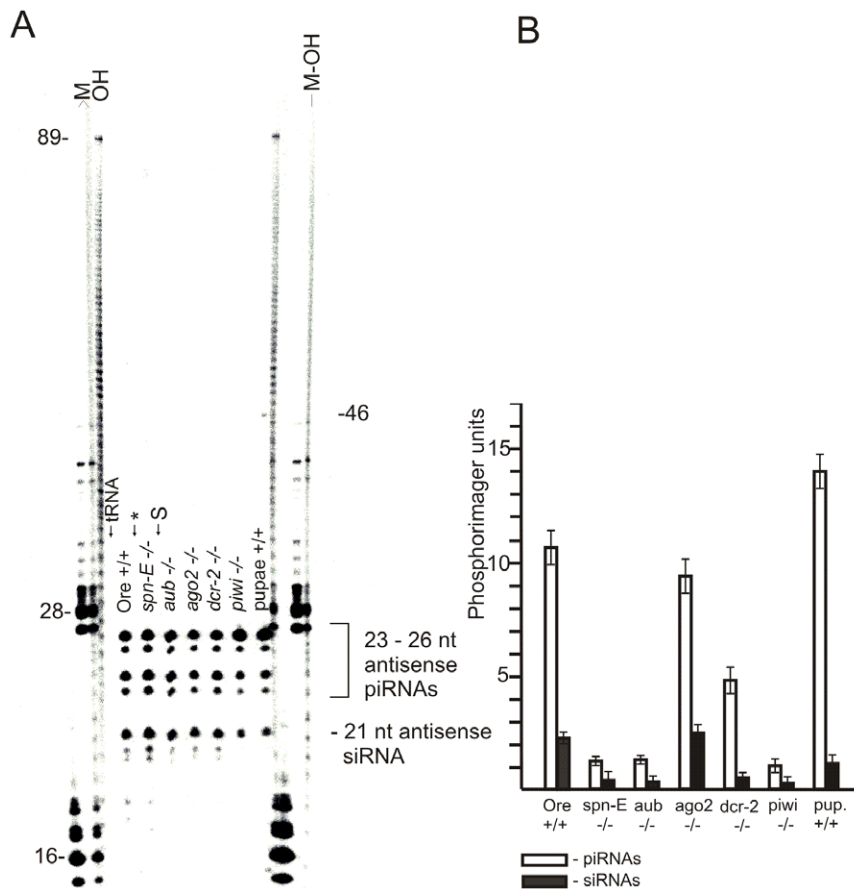 A
M
OH
M-OH
89-
-46
←tRNA
←*
←S
Ore +/+
spn-E -/-
aub -/-
ago2 -/-
dcr-2 -/-
piwi -/-
pupae +/+
28-
23 - 26 nt
antisense
piRNAs
- 21 nt antisense
siRNA
16-
B
Phosphorimager units
15
10
5
Ore spn-E aub ago2 dcr-2 piwi pup.
+/+ -/- -/- -/- -/- -/- +/+
- piRNAs
- siRNAs